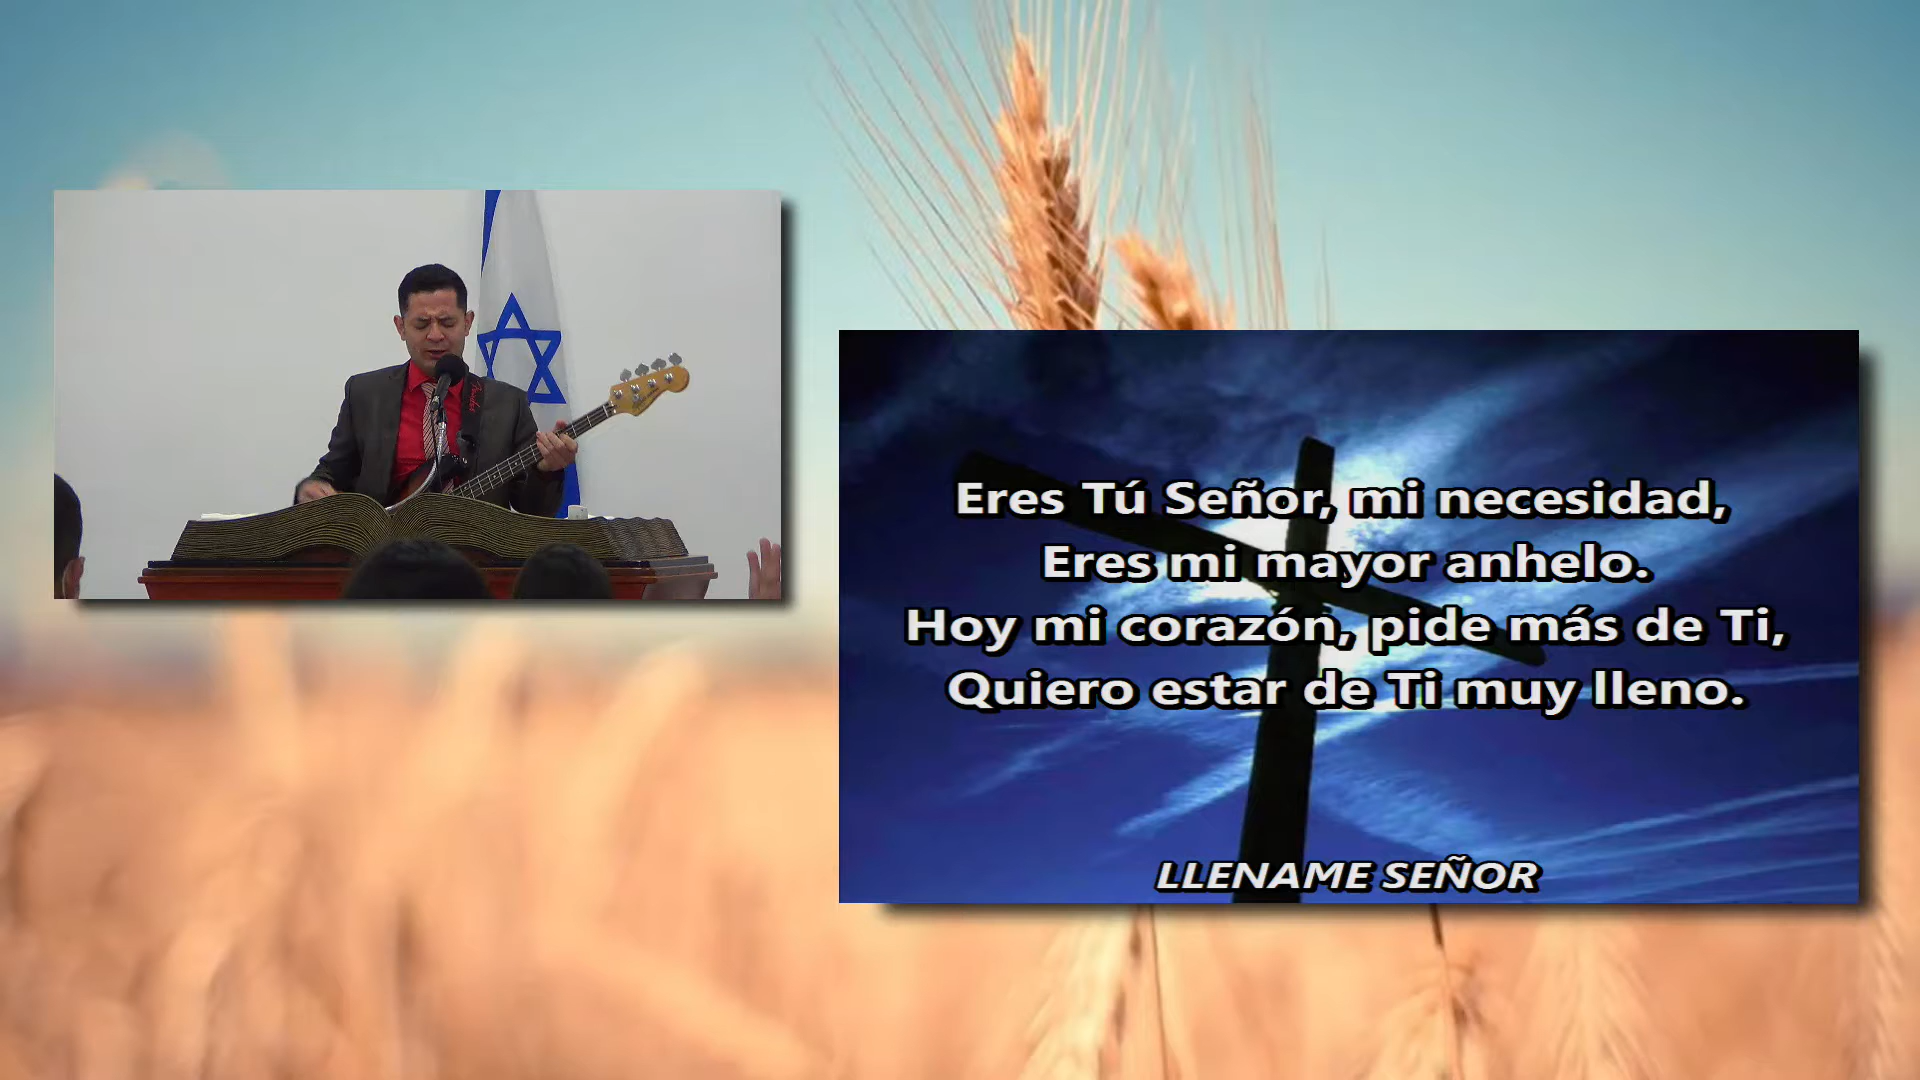 Eres Tú Señor, mi necesidad,
Eres mi mayor anhelo.
Hoy mi corazón, pide más de Ti,
Quiero estar de Ti muy lleno.
LLENAME SEÑOR